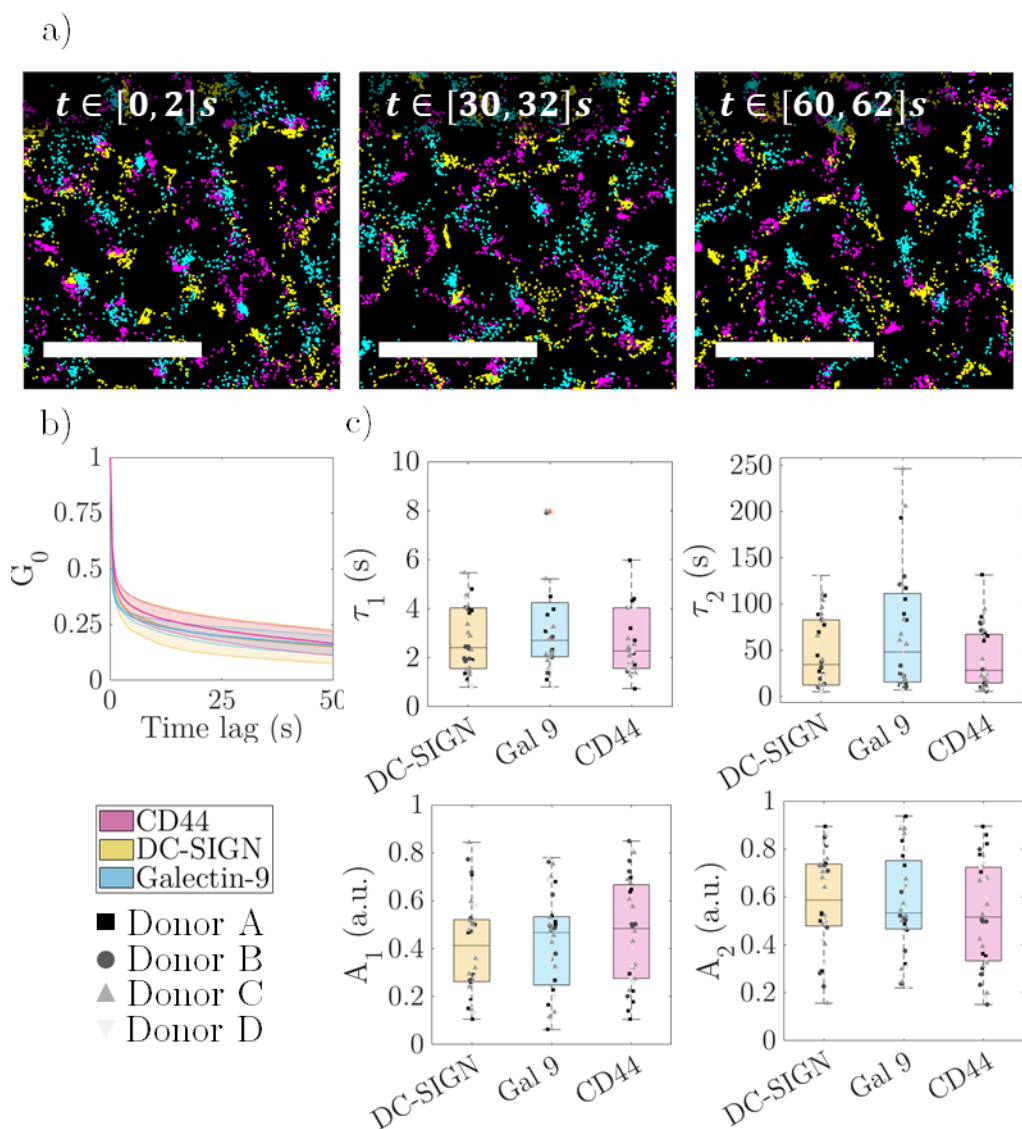 a)
t ∈ [0, 2]s
t ∈ [30, 32]s
t ∈ [60, 62]s
b)
1
0.75
0.5
0.25
0
G0
0
25
50
Time lag (s)
CD44
DC-SIGN
Galectin-9
Donor A
Donor B
Donor C
Donor D
c)
10
8
6
4
2
0
τ1 (s)
DC-SIGN
Gal 9
CD44
250
200
150
100
50
0
τ2 (s)
DC-SIGN
Gal 9
CD44
1
0.8
0.6
0.4
0.2
0
A1 (a.u.)
DC-SIGN
Gal 9
CD44
1
0.8
0.6
0.4
0.2
0
A2 (a.u.)
DC-SIGN
Gal 9
CD44